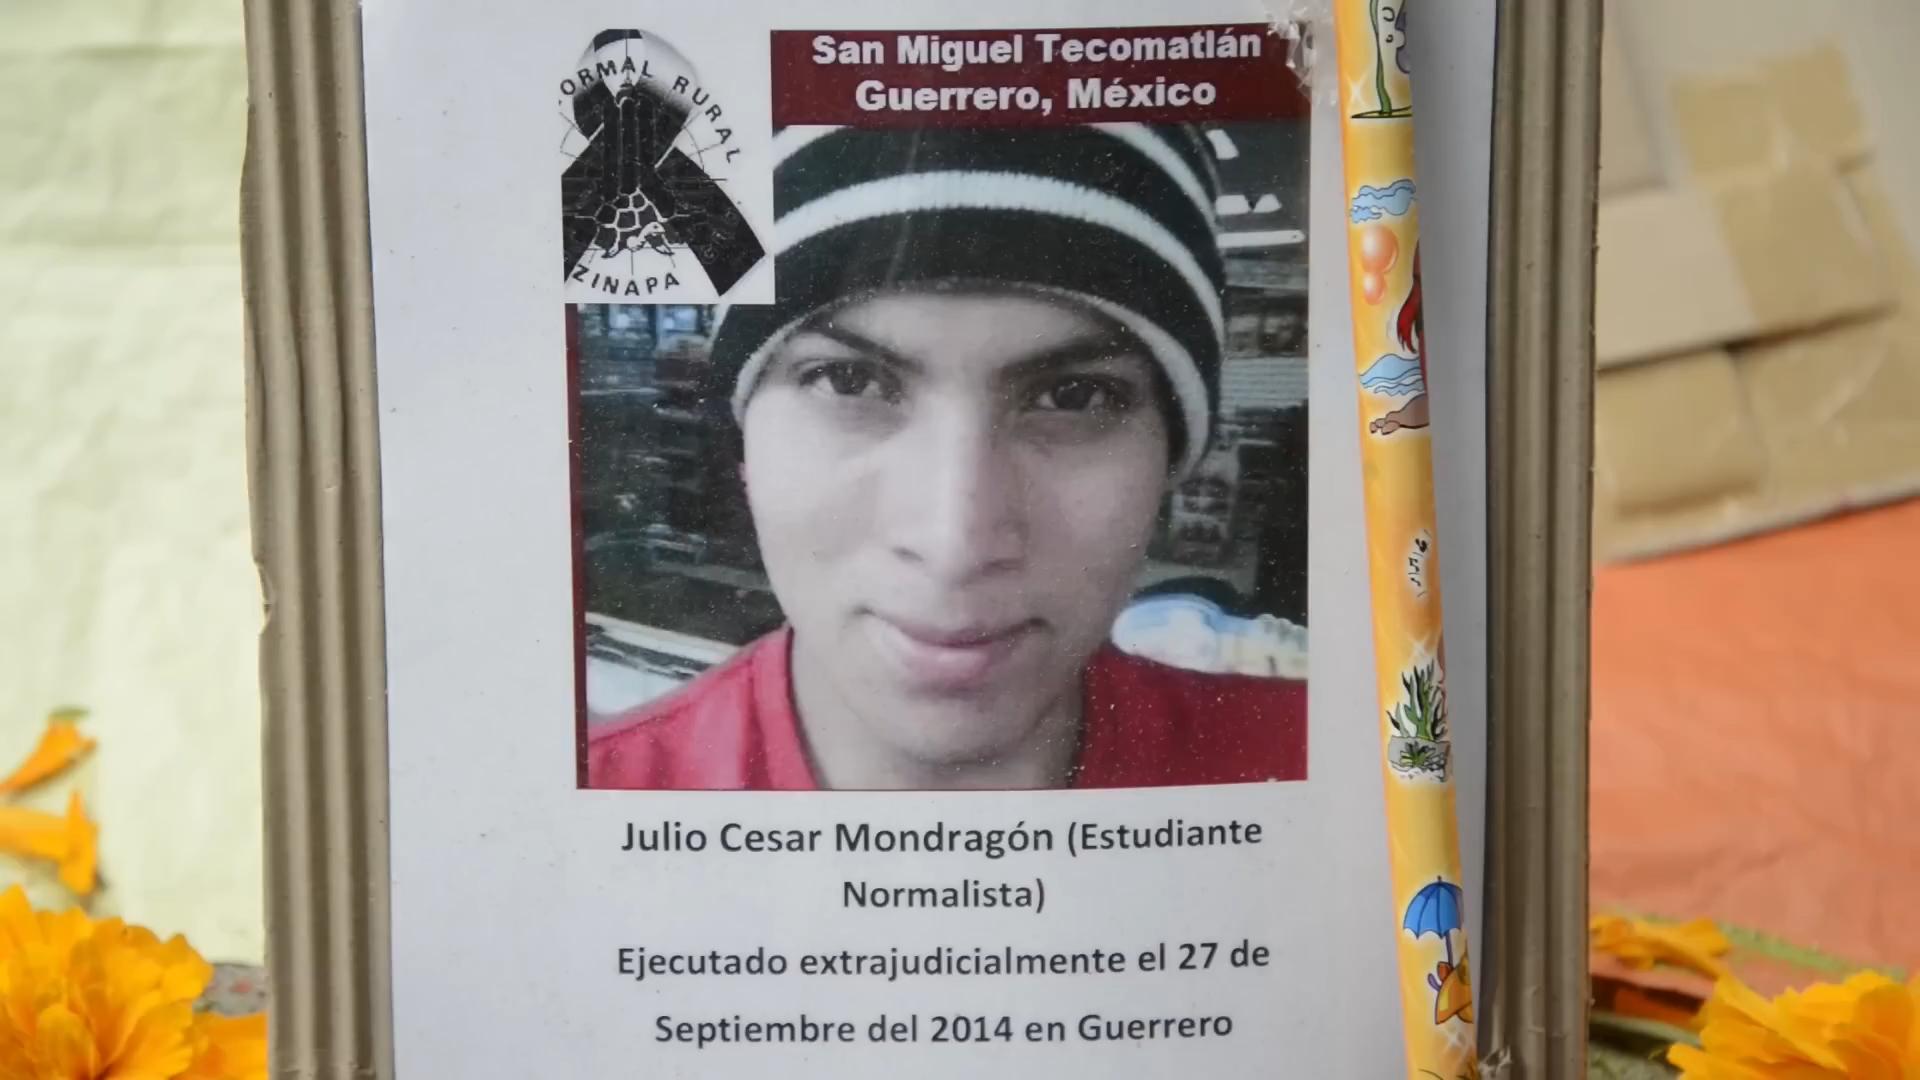 San Miguel Tecomatlán
Guerrero, México
ORMAL RURAL
ZINAPA
Julio Cesar Mondragón (Estudiante
Normalista)
Ejecutado extrajudicialmente el 27 de
Septiembre del 2014 en Guerrero